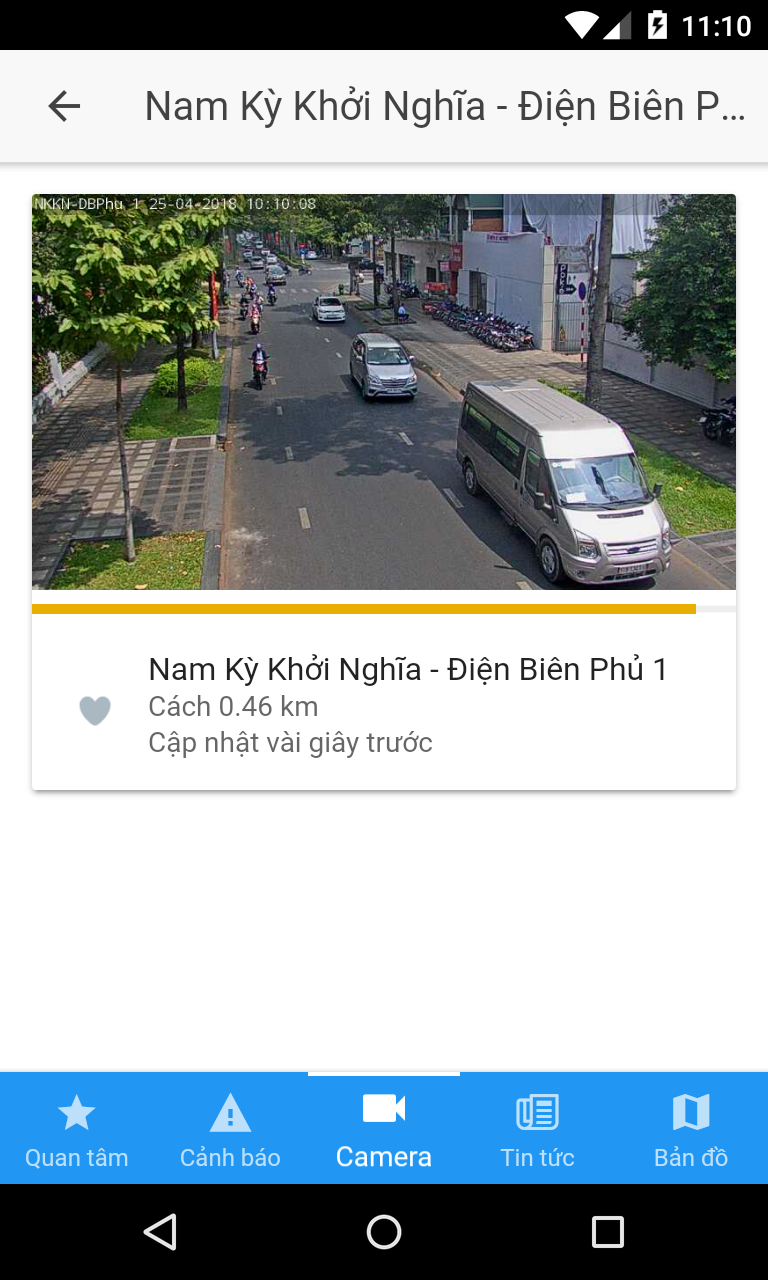 11:10
Nam Kỳ Khởi Nghĩa - Điện Biên P...
NKKN-DBPhu 1 25-04-2018 10:10:08
Nam Kỳ Khởi Nghĩa - Điện Biên Phủ 1
Cách 0.46 km
Cập nhật vài giây trước
Quan tâm
Cảnh báo
Camera
Tin tức
Bản đồ